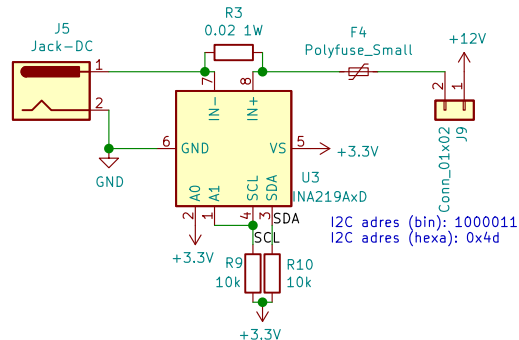 J5
Jack-DC
1
2
R3
0.02 1W
F4
Polyfuse_Small
+12V
7
8
IN-
IN+
2
1
J9
Conn_01x02
6
GND
VS
5
+3.3V
GND
U3
INA219AxD
A0
A1
SCL
SDA
2
1
4
3
SDA
SCL
+3.3V
I2C adres (bin): 1000011
I2C adres (hexa): 0x4d
R9
10k
R10
10k
+3.3V